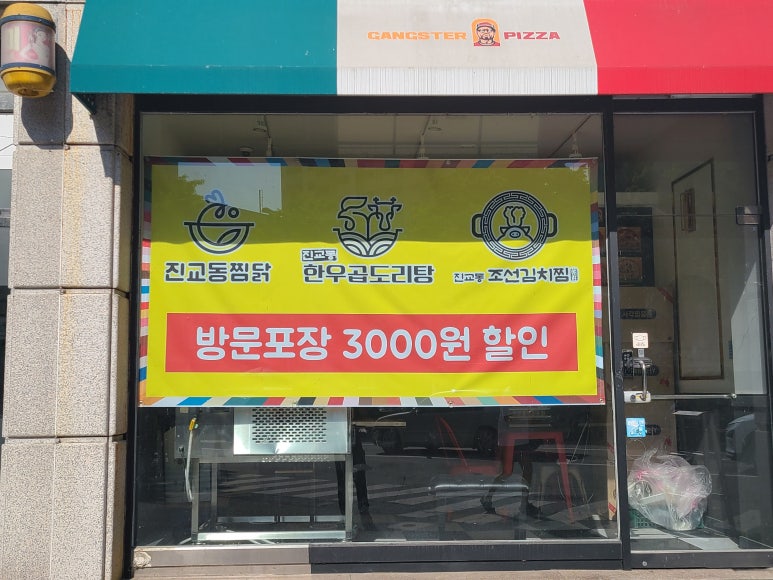 GANGSTER PIZZA
진교동찜닭
진교동 한우곱도리탕
진교동 조선김치찜
방문포장 3000원 할인